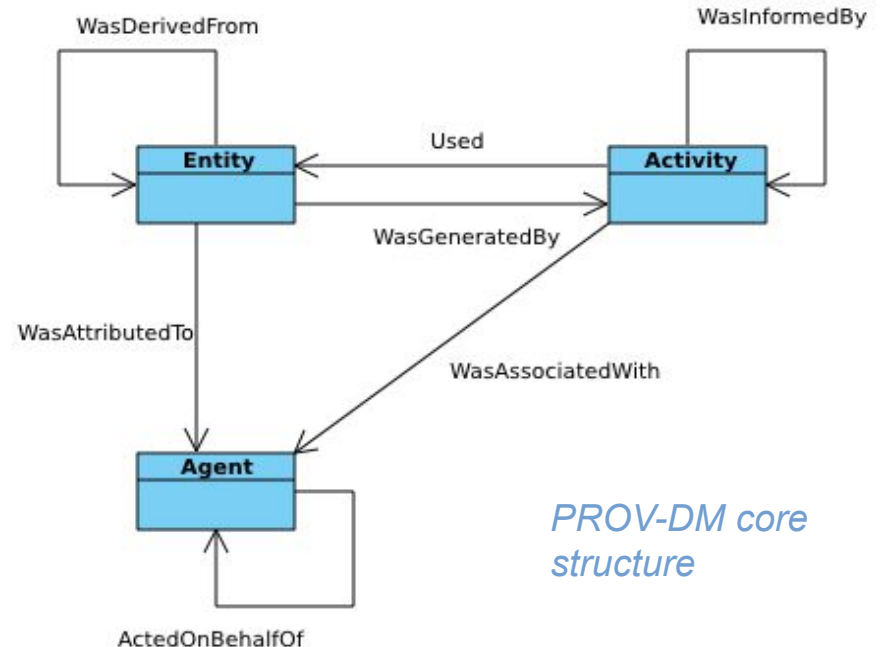 WasInformedBy
WasDerivedFrom
Used
Entity
Activity
WasGeneratedBy
WasAttributedTo
WasAssociatedWith
Agent
PROV-DM core
structure
ActedOnBehalfOf